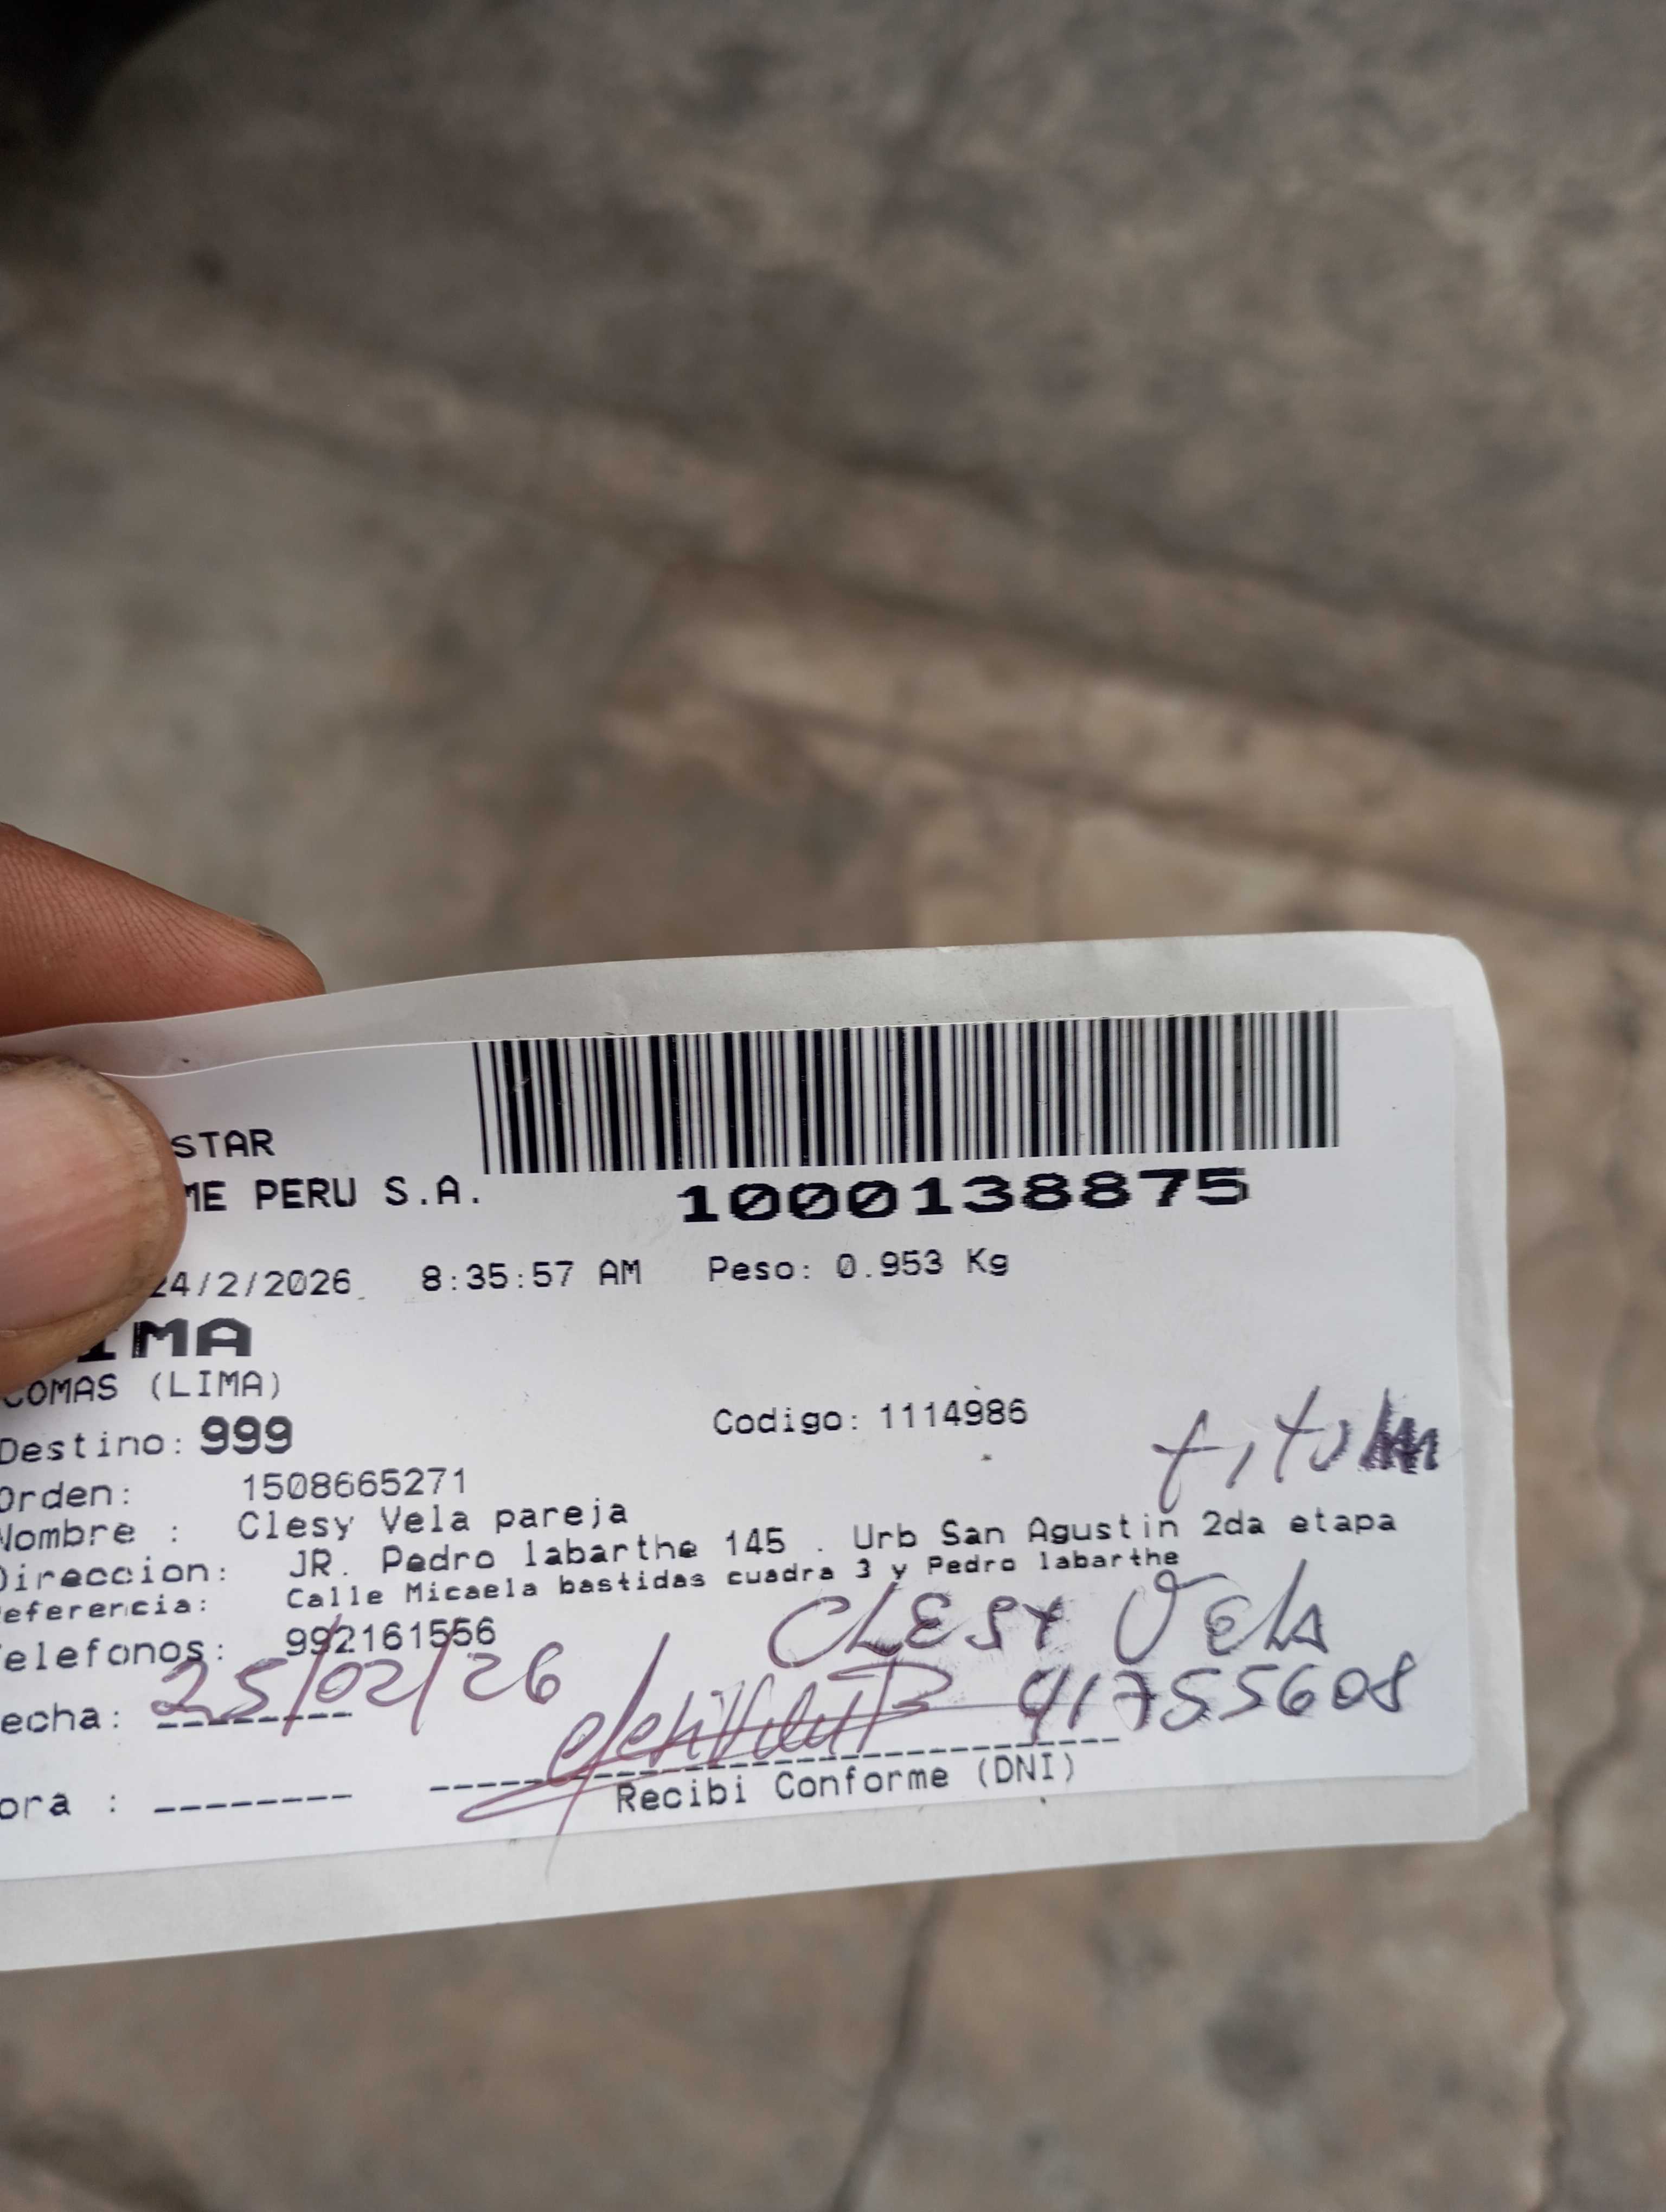 STAR
ME PERU S.A.
1000138875
24/2/2026 8:35:57 AM Peso: 0.953 Kg
IMA
COMAS (LIMA)
Destino: 999 Codigo: 1114986
titular
Orden: 1508665271
Nombre : Clesy Vela pareja
Direccion: JR. Pedro labarthe 145 . Urb San Agustin 2da etapa
eferencia: Calle Micaela bastidas cuadra 3 y Pedro labarthe
elefonos: 992161556
CLESY Vela
echa: 25/02/26
41755608
ora :
Recibi Conforme (DNI)